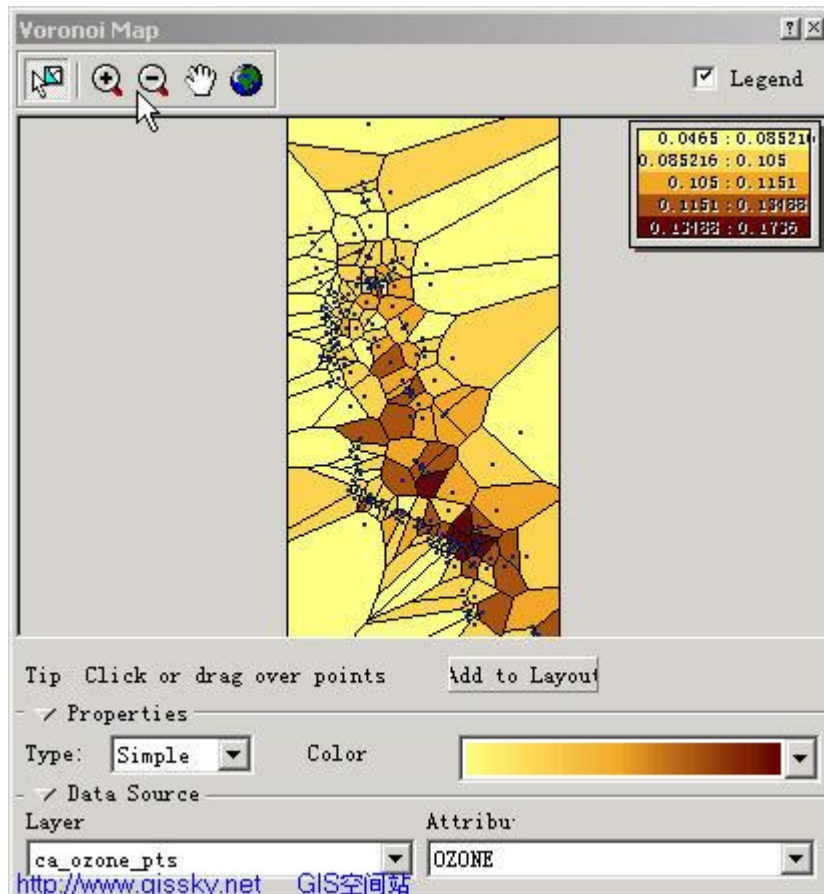 Voronoi Map
Legend
0.0465 : 0.085216
0.085216 : 0.105
0.105 : 0.1151
0.1151 : 0.13488
0.13488 : 0.1736
Tip Click or drag over points
Add to Layout
Properties
Type: Simple Color
Data Source
Layer Attribu
ca_ozone_pts OZONE
http://www.gissky.net GIS空间站